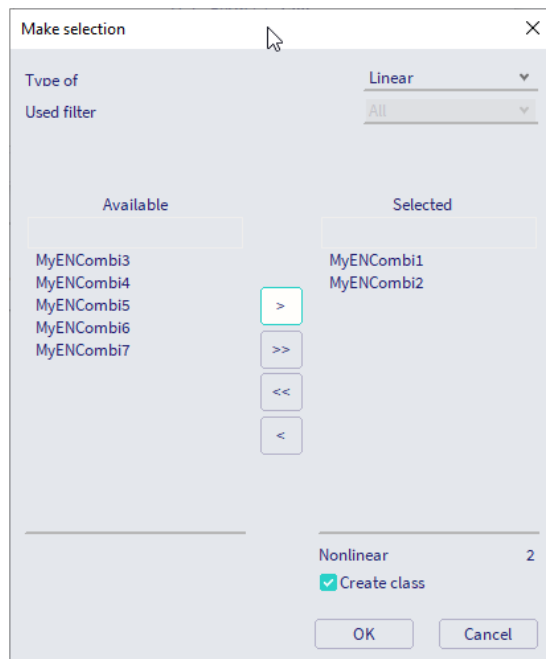 Make selection
Type of
Linear
Used filter
All
Available
Selected
MyENCombi3
MyENCombi4
MyENCombi5
MyENCombi6
MyENCombi7
>
>>
<<
<
MyENCombi1
MyENCombi2
Nonlinear 2
Create class
OK
Cancel